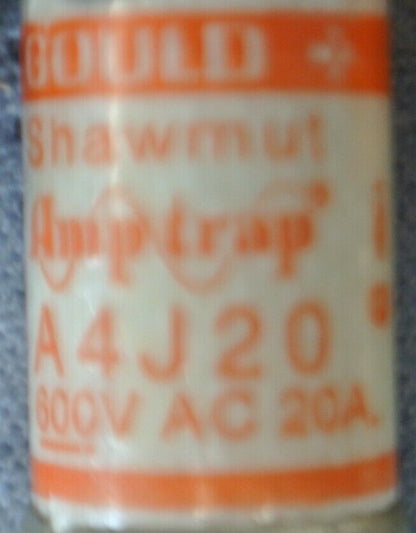 GOULD
Shawmut
Amp-trap®
A4J20
600V AC 20A.